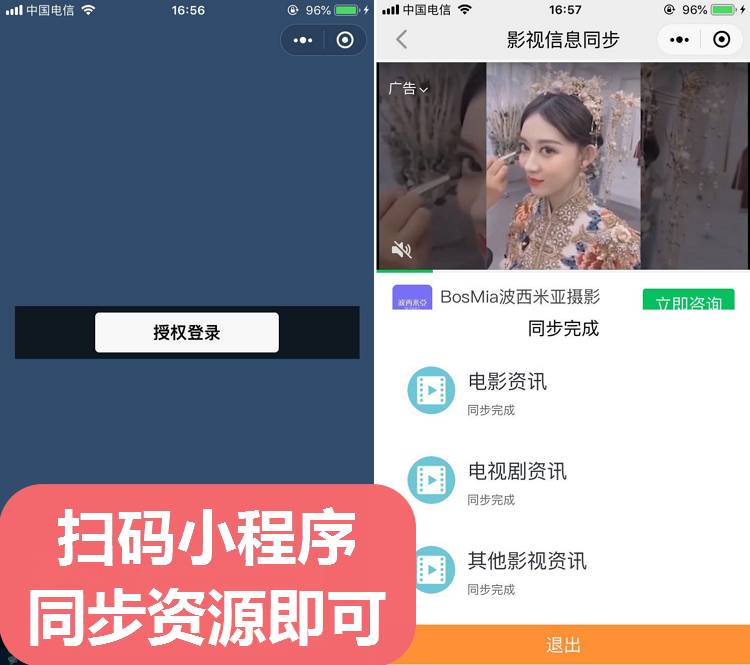 中国电信
16:56
96%
授权登录
扫码小程序
同步资源即可
中国电信
16:57
96%
影视信息同步
广告
波西米亞
BosMia波西米亚摄影
立即咨询
同步完成
电影资讯
同步完成
电视剧资讯
同步完成
其他影视资讯
同步完成
退出